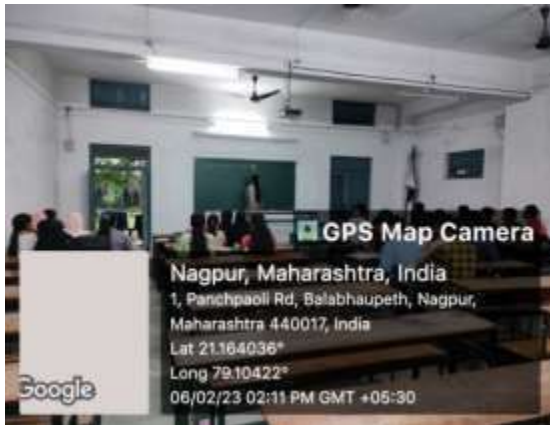 GPS Map Camera
Nagpur, Maharashtra, India
1, Panchpaoli Rd, Balabhaupeth, Nagpur,
Maharashtra 440017, India
Lat 21.164036°
Long 79.10422°
06/02/23 02:11 PM GMT +05:30
Google